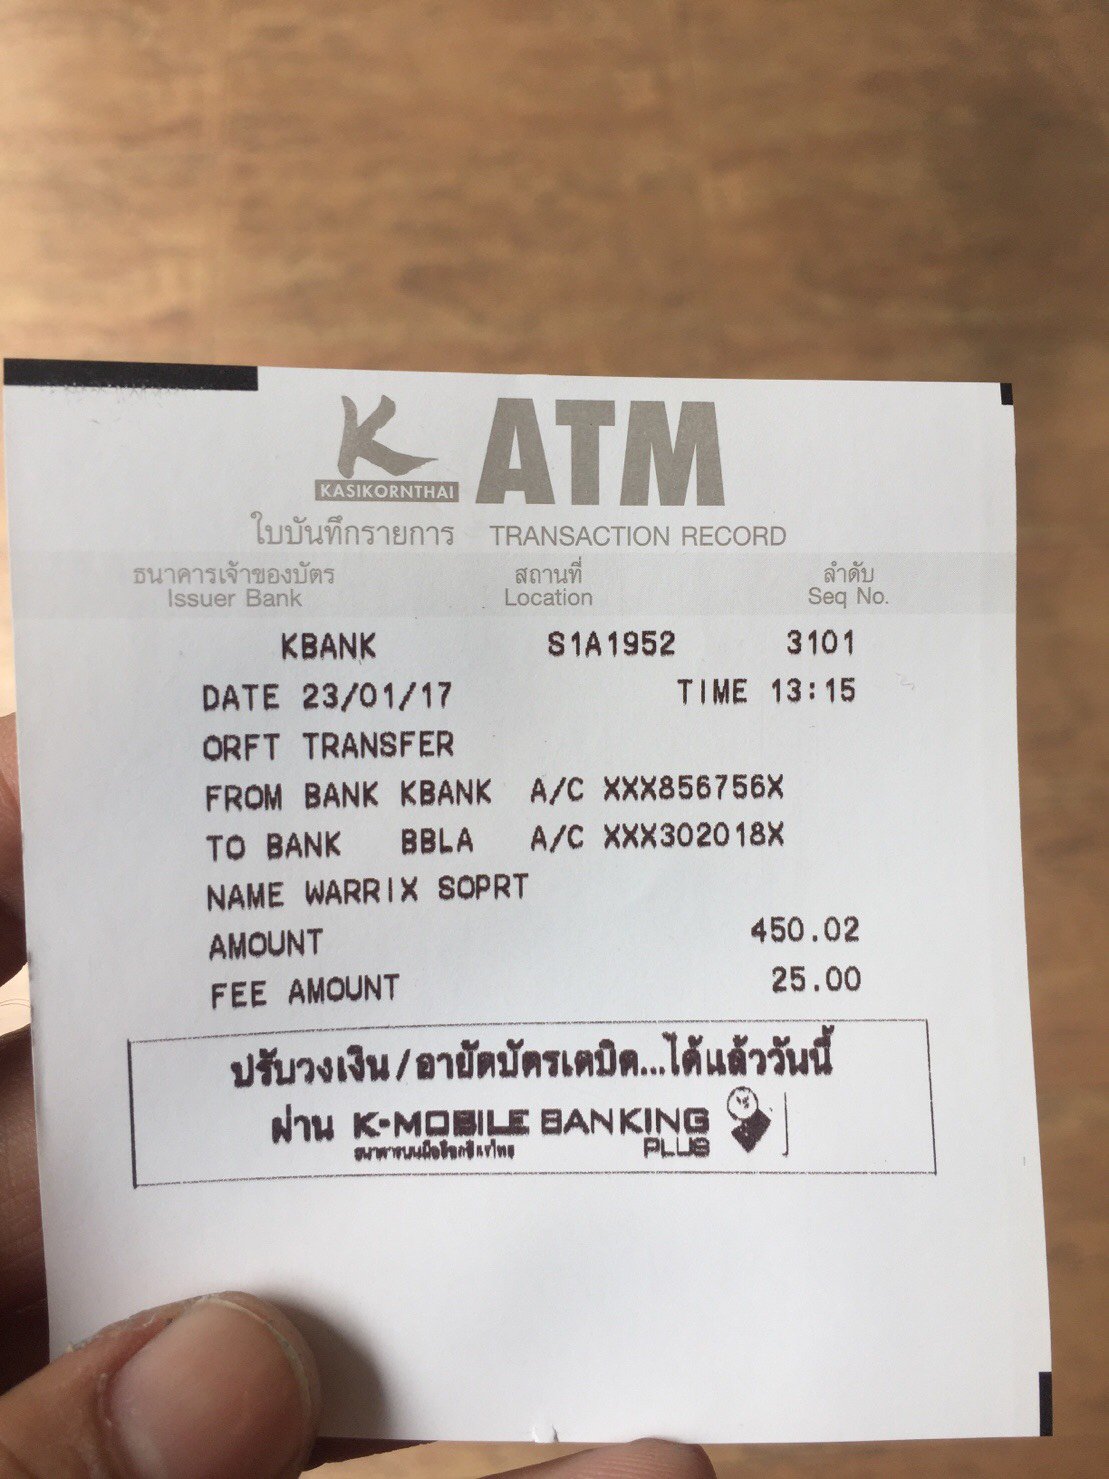 K ATM
KASIKORNTHAI
ใบบันทึกรายการ TRANSACTION RECORD
ธนาคารเจ้าของบัตร สถานที่ ลำดับ
Issuer Bank Location Seq No.
KBANK S1A1952 3101
DATE 23/01/17 TIME 13:15
ORFT TRANSFER
FROM BANK KBANK A/C XXX856756X
TO BANK BBLA A/C XXX302018X
NAME WARRIX SOPRT
AMOUNT 450.02
FEE AMOUNT 25.00
ปรับวงเงิน/อายัดบัตรเดบิต...ได้แล้ววันนี้
ผ่าน K-MOBILE BANKING
ธนาคารบนมือถือกสิกรไทย PLUS